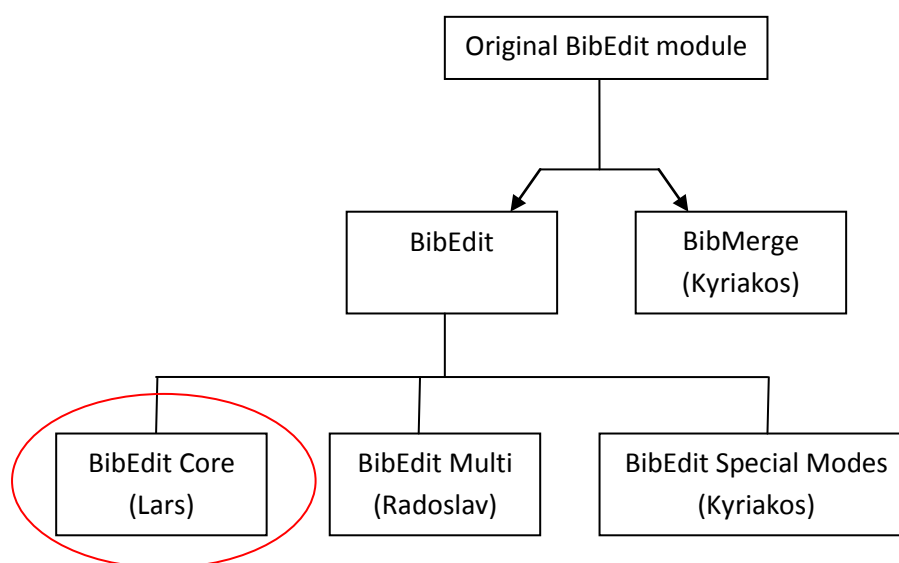 Original BibEdit module
BibEdit
BibMerge
(Kyriakos)
BibEdit Core
(Lars)
BibEdit Multi
(Radoslav)
BibEdit Special Modes
(Kyriakos)